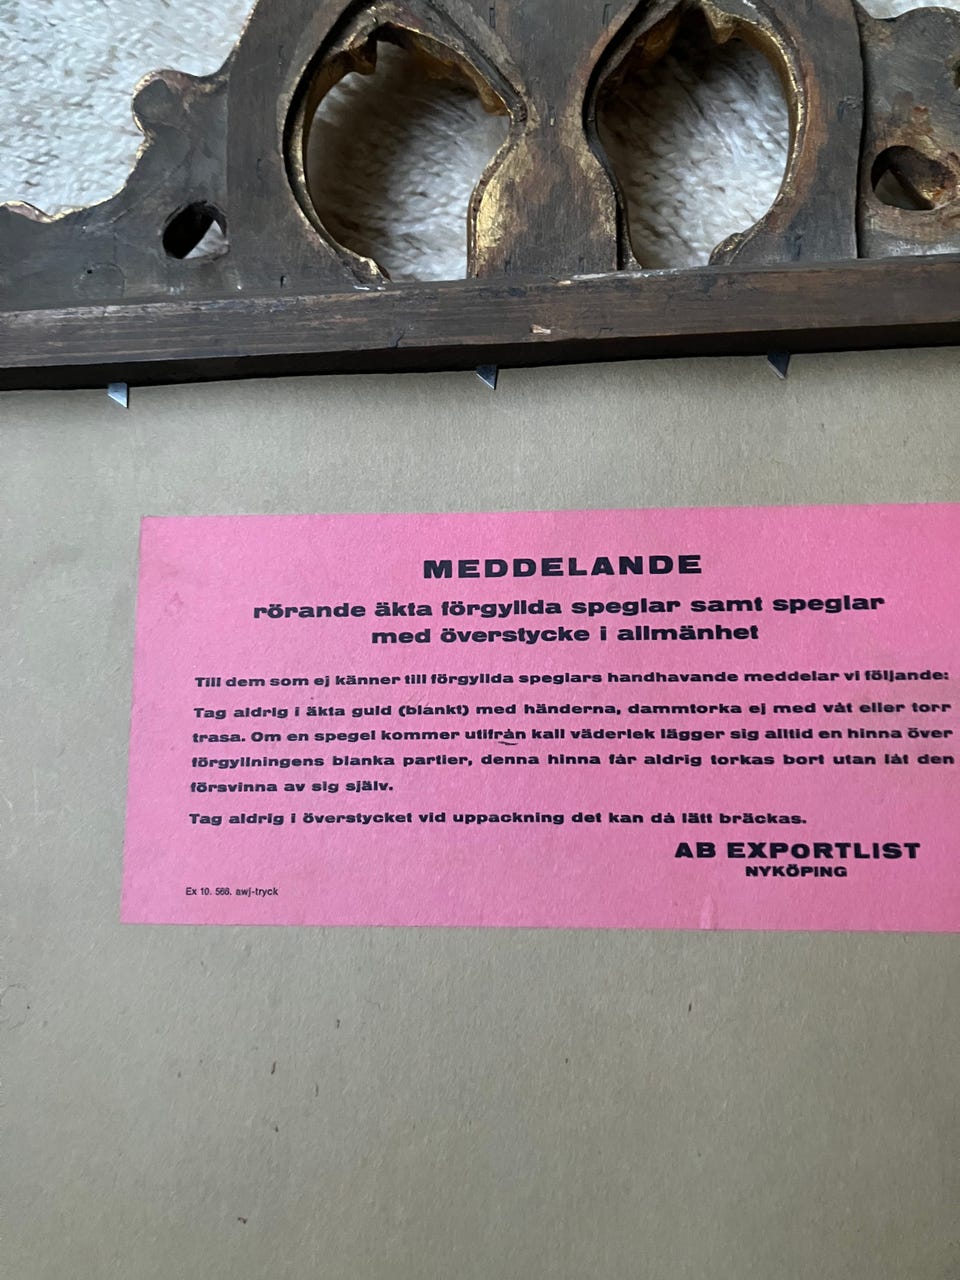 MEDDELANDE
rörande äkta förgyllda speglar samt speglar
med överstycke i allmänhet
Till dem som ej känner till förgyllda speglars handhavande meddelar vi följande:
Tag aldrig i äkta guld (blankt) med händerna, dammtorka ej med våt eller torr
trasa. Om en spegel kommer utifrån kall väderlek lägger sig alltid en hinna över
förgyllningens blanka partier, denna hinna får aldrig torkas bort utan låt den
försvinna av sig själv.
Tag aldrig i överstycket vid uppackning det kan då lätt bräckas.
AB EXPORTLIST
NYKÖPING
Ex 10. 566. awj-tryck